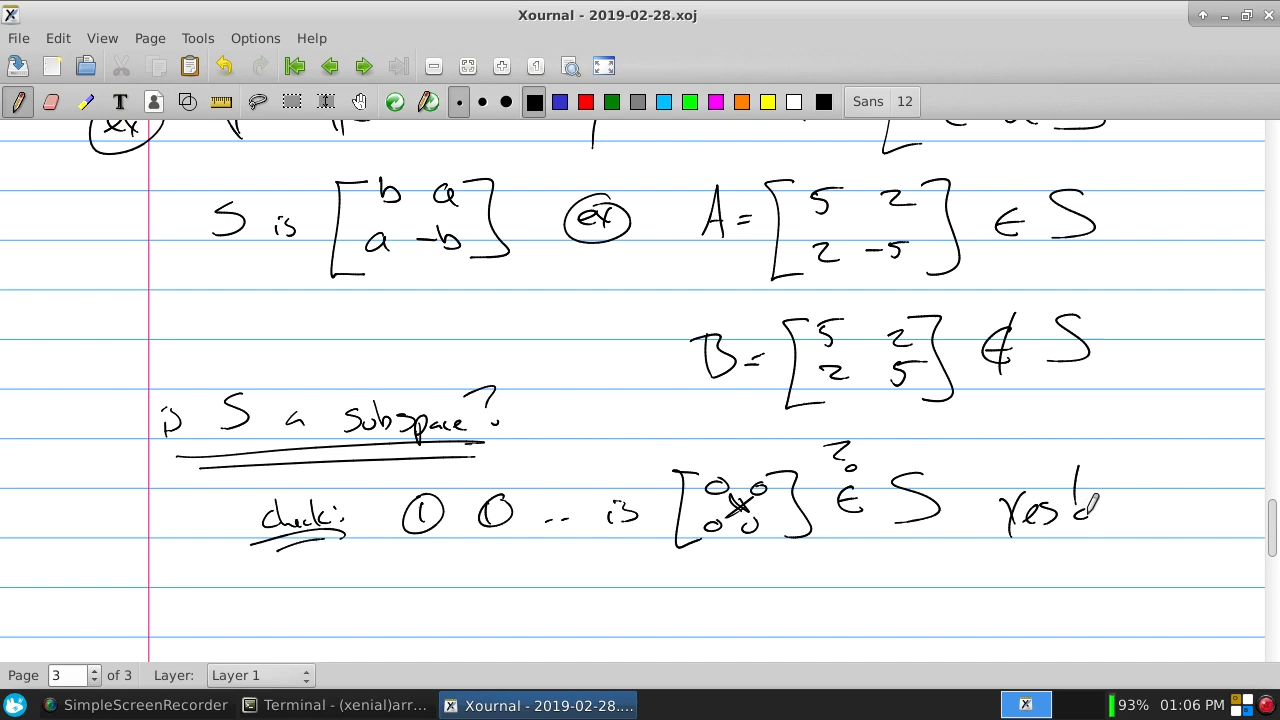 Xournal - 2019-02-28.xoj
File Edit View Page Tools Options Help
Sans 12
ex
S is [ b a ex A = [ 5 2 ∈ S
a -b ] 2 -5 ]
B = [ 5 2 ∉ S
2 5 ]
is S a subspace?
check: ① 0 .. is [ 0 0 ?∈ S Yes!
0 0 ]
Page 3 of 3 Layer: Layer 1
SimpleScreenRecorder Terminal - (xenial)arr... Xournal - 2019-02-28.... 93% 01:06 PM